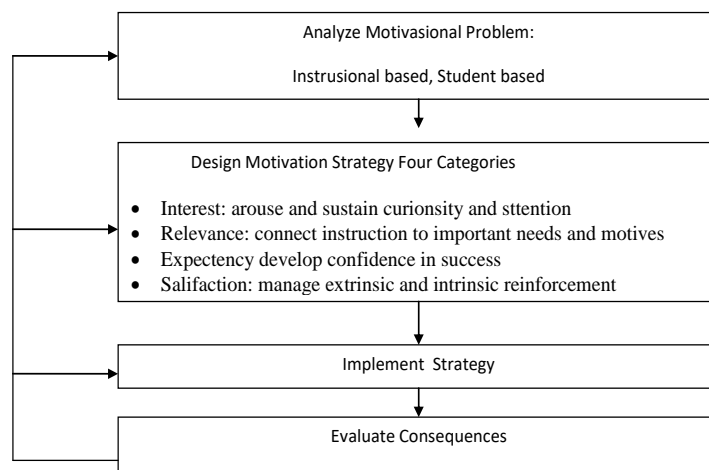 Analyze Motivasional Problem:
Instrusional based, Student based
Design Motivation Strategy Four Categories
• Interest: arouse and sustain curionsity and sttention
• Relevance: connect instruction to important needs and motives
• Expectency develop confidence in success
• Salifaction: manage extrinsic and intrinsic reinforcement
Implement Strategy
Evaluate Consequences